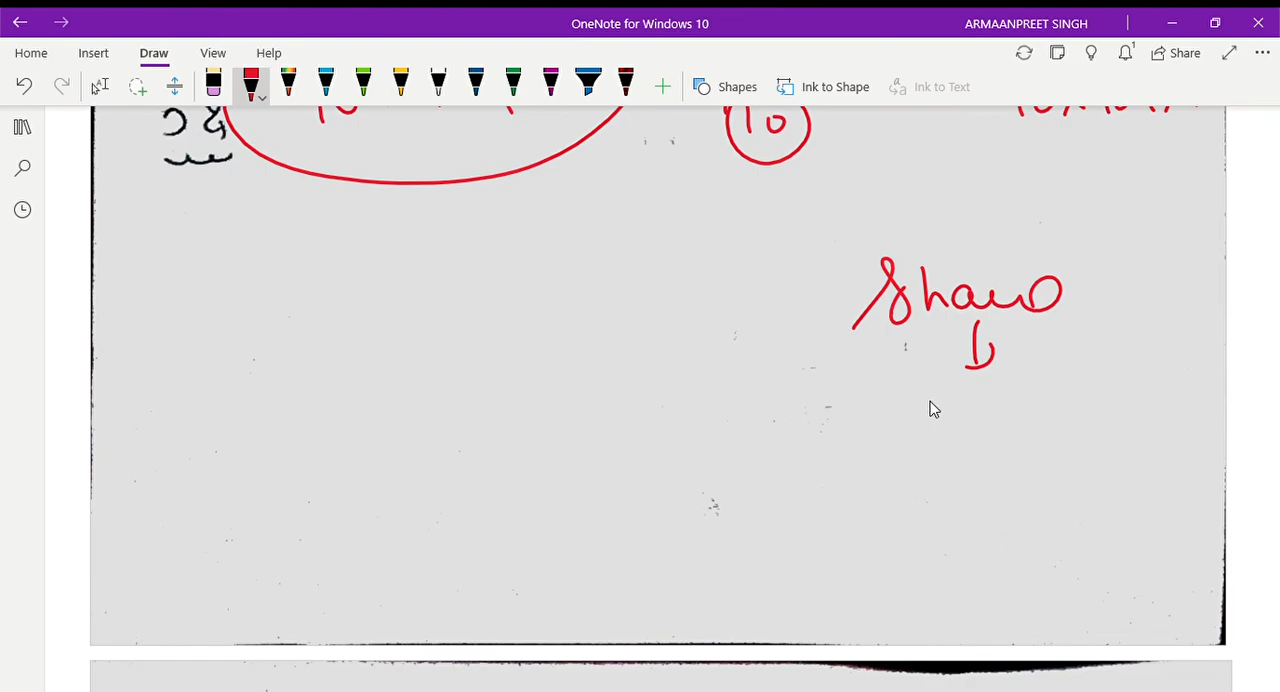 OneNote for Windows 10
ARMAANPREET SINGH
Home Insert Draw View Help
1
Share
Shapes
Ink to Shape
Ink to Text
10